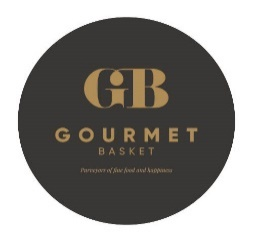 GB
GOURMET
BASKET
Purveyors of fine food and happiness